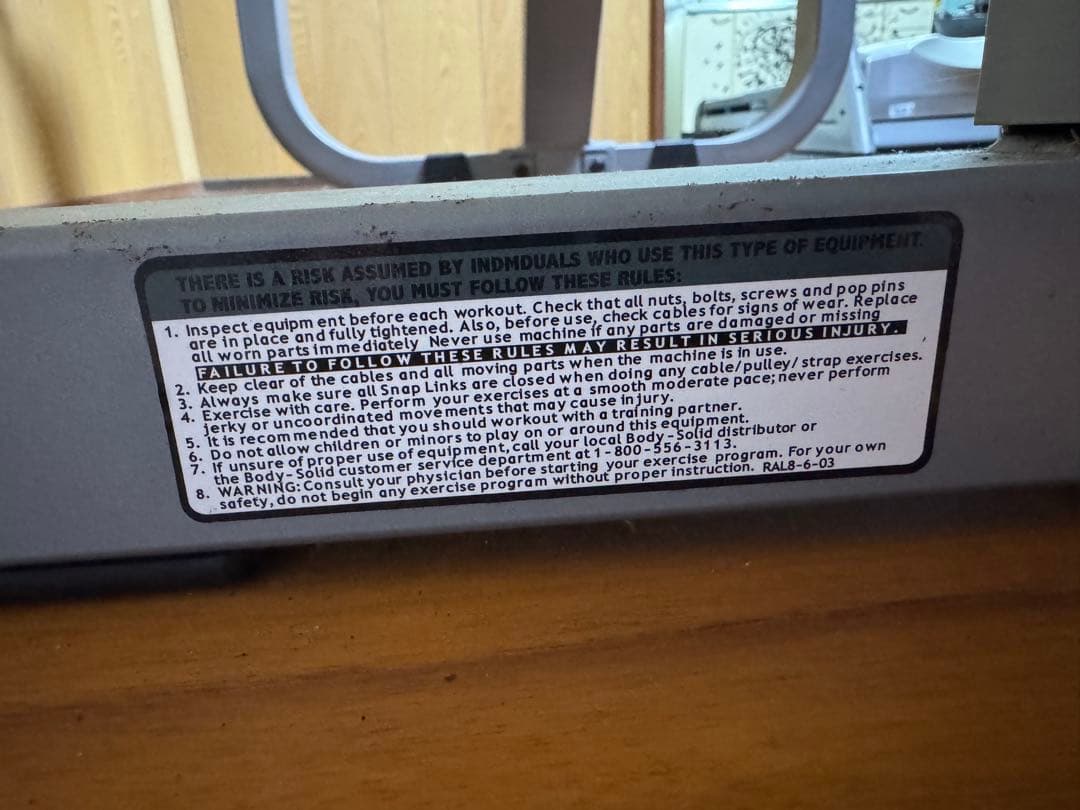 THERE IS A RISK ASSUMED BY INDMDUALS WHO USE THIS TYPE OF EQUIPMENT.
TO MINIMIZE RISK, YOU MUST FOLLOW THESE RULES:
1. Inspect equipm ent before each workout. Check that all nuts, bolts, screws and pop pins
are in place and fully tightened. Also, before use, check cables for signs of wear. Replace
all worn parts immediately Never use machine if any parts are damaged or missing
FAILURE TO FOLLOW THESE RULES MAY RESULT IN SERIOUS INJURY.
2. Keep clear of the cables and all moving parts when the machine is in use.
3. Always make sure all Snap Links are closed when doing any cable/pulley/strap exercises.
4. Exercise with care. Perform your exercises at a smooth moderate pace; never perform
jerky or uncoordinated movements that may cause injury.
5. It is recommended that you should workout with a training partner.
6. Do not allow children or minors to play on or around this equipment.
7. If unsure of proper use of equipment, call your local Body-Solid distributor or
the Body-Solid customer service department at 1-800-556-3113.
8. WARNING: Consult your physician before starting your exercise program. For your own
safety, do not begin any exercise program without proper instruction. RAL8-6-03